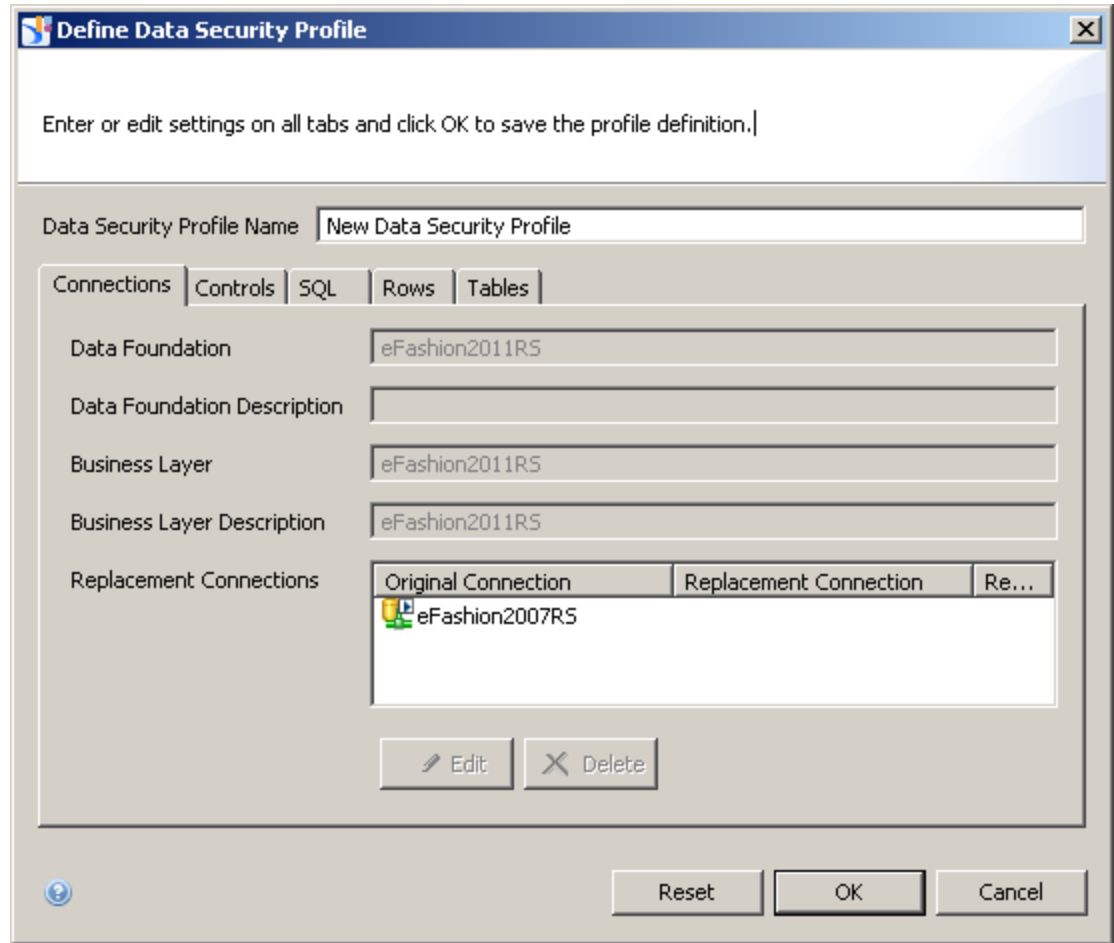 Define Data Security Profile
Enter or edit settings on all tabs and click OK to save the profile definition.
Data Security Profile Name New Data Security Profile
Connections Controls SQL Rows Tables
Data Foundation eFashion2011RS
Data Foundation Description
Business Layer eFashion2011RS
Business Layer Description eFashion2011RS
Replacement Connections Original Connection Replacement Connection Re...
eFashion2007RS
Edit Delete
? Reset OK Cancel